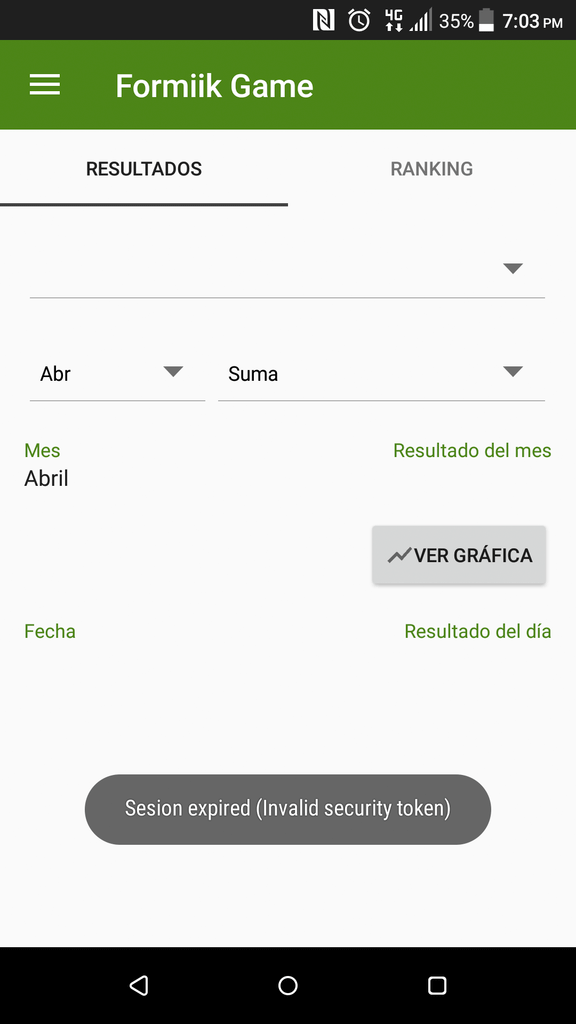 4G 35% 7:03 PM
Formiik Game
RESULTADOS RANKING
Abr Suma
Mes Resultado del mes
Abril
VER GRÁFICA
Fecha Resultado del día
Sesion expired (Invalid security token)